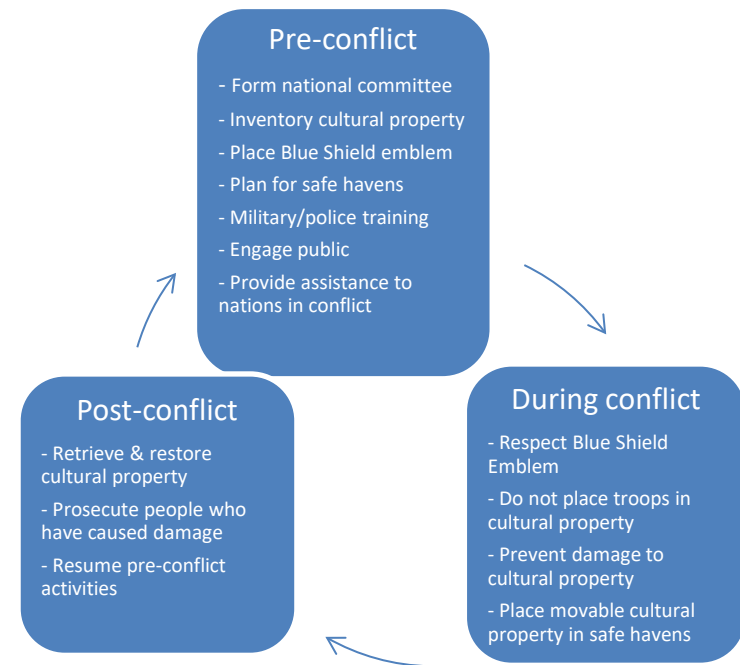 Pre-conflict
- Form national committee
- Inventory cultural property
- Place Blue Shield emblem
- Plan for safe havens
- Military/police training
- Engage public
- Provide assistance to
nations in conflict
During conflict
- Respect Blue Shield
Emblem
- Do not place troops in
cultural property
- Prevent damage to
cultural property
- Place movable cultural
property in safe havens
Post-conflict
- Retrieve & restore
cultural property
- Prosecute people who
have caused damage
- Resume pre-conflict
activities